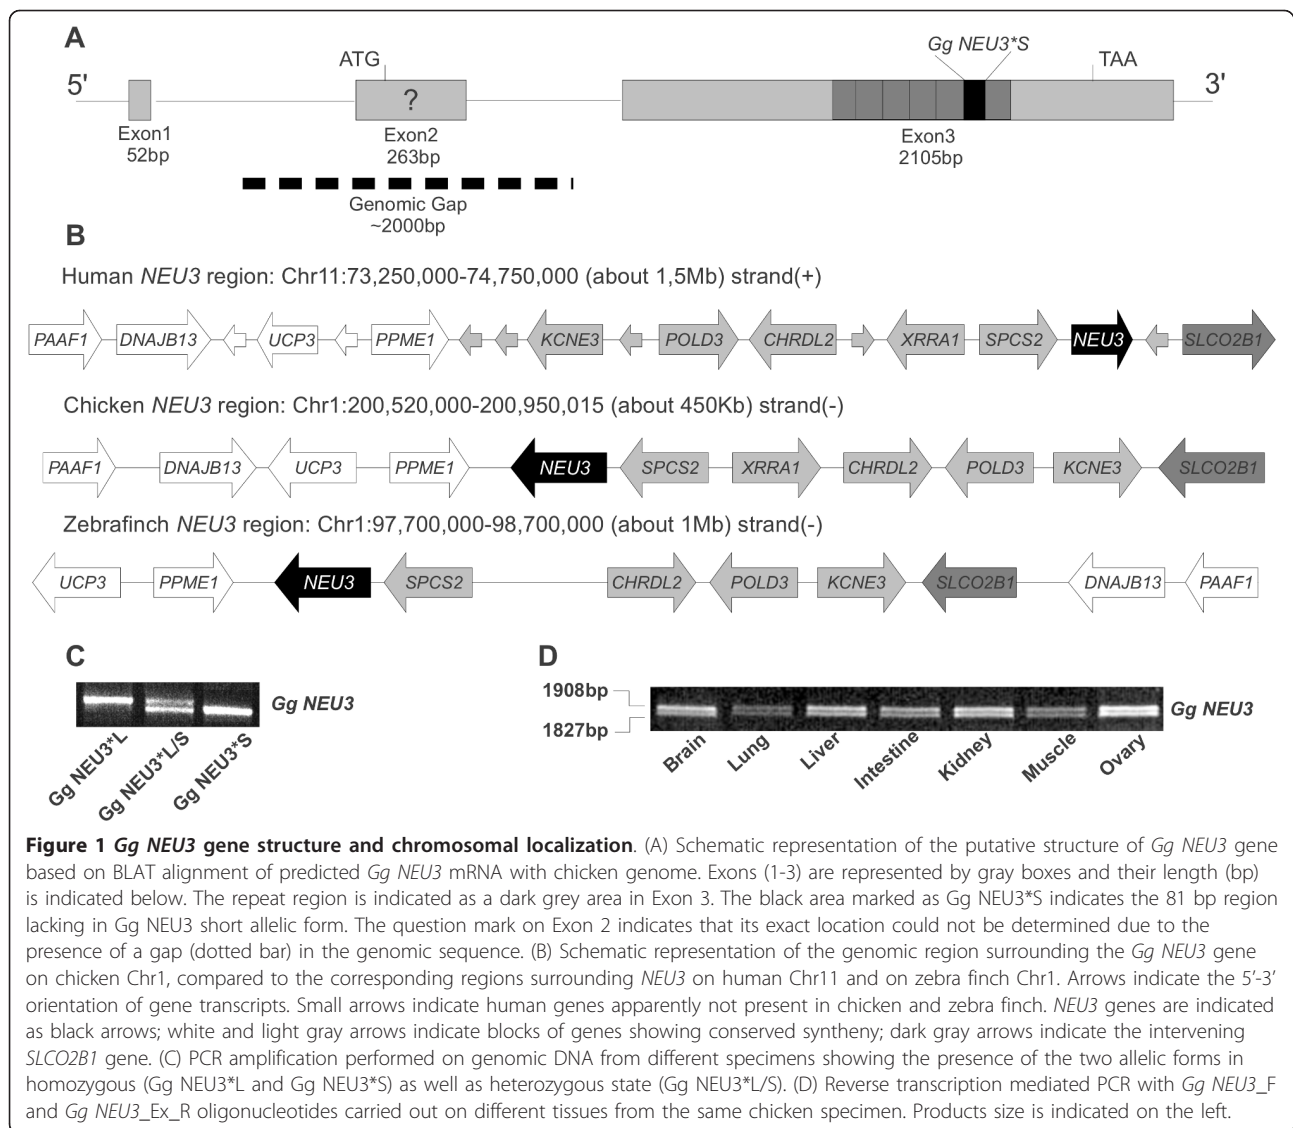 A
5'
ATG
?
Gg NEU3*S
TAA
3'
Exon1
52bp
Exon2
263bp
Exon3
2105bp
Genomic Gap
~2000bp
B
Human NEU3 region: Chr11:73,250,000-74,750,000 (about 1,5Mb) strand(+)
PAAF1 DNAJB13 UCP3 PPME1 KCNE3 POLD3 CHRDL2 XRRA1 SPCS2 NEU3 SLCO2B1
Chicken NEU3 region: Chr1:200,520,000-200,950,015 (about 450Kb) strand(-)
PAAF1 DNAJB13 UCP3 PPME1 NEU3 SPCS2 XRRA1 CHRDL2 POLD3 KCNE3 SLCO2B1
Zebrafinch NEU3 region: Chr1:97,700,000-98,700,000 (about 1Mb) strand(-)
UCP3 PPME1 NEU3 SPCS2 CHRDL2 POLD3 KCNE3 SLCO2B1 DNAJB13 PAAF1
C
Gg NEU3
Gg NEU3*L
Gg NEU3*L/S
Gg NEU3*S
D
1908bp
1827bp
Gg NEU3
Brain
Lung
Liver
Intestine
Kidney
Muscle
Ovary
Figure 1 Gg NEU3 gene structure and chromosomal localization. (A) Schematic representation of the putative structure of Gg NEU3 gene
based on BLAT alignment of predicted Gg NEU3 mRNA with chicken genome. Exons (1-3) are represented by gray boxes and their length (bp)
is indicated below. The repeat region is indicated as a dark grey area in Exon 3. The black area marked as Gg NEU3*S indicates the 81 bp region
lacking in Gg NEU3 short allelic form. The question mark on Exon 2 indicates that its exact location could not be determined due to the
presence of a gap (dotted bar) in the genomic sequence. (B) Schematic representation of the genomic region surrounding the Gg NEU3 gene
on chicken Chr1, compared to the corresponding regions surrounding NEU3 on human Chr11 and on zebra finch Chr1. Arrows indicate the 5'-3'
orientation of gene transcripts. Small arrows indicate human genes apparently not present in chicken and zebra finch. NEU3 genes are indicated
as black arrows; white and light gray arrows indicate blocks of genes showing conserved syntheny; dark gray arrows indicate the intervening
SLCO2B1 gene. (C) PCR amplification performed on genomic DNA from different specimens showing the presence of the two allelic forms in
homozygous (Gg NEU3*L and Gg NEU3*S) as well as heterozygous state (Gg NEU3*L/S). (D) Reverse transcription mediated PCR with Gg NEU3_F
and Gg NEU3_Ex_R oligonucleotides carried out on different tissues from the same chicken specimen. Products size is indicated on the left.